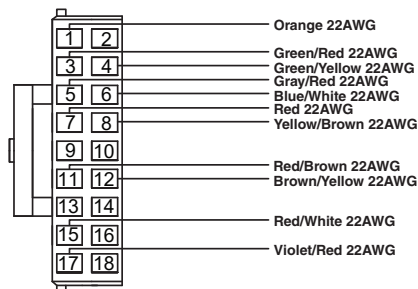 1 2 Orange 22AWG
Green/Red 22AWG
3 4 Green/Yellow 22AWG
Gray/Red 22AWG
5 6 Blue/White 22AWG
Red 22AWG
7 8 Yellow/Brown 22AWG
9 10
Red/Brown 22AWG
11 12 Brown/Yellow 22AWG
13 14
Red/White 22AWG
15 16
Violet/Red 22AWG
17 18